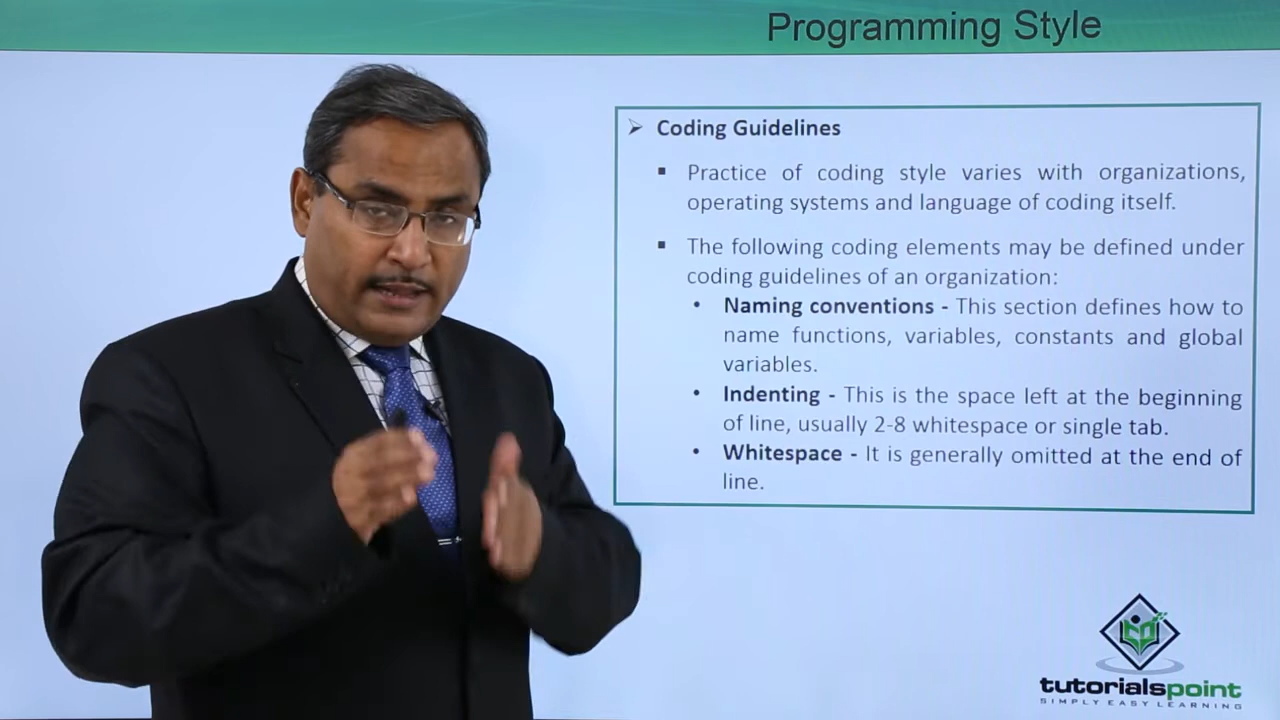 Programming Style
➢ Coding Guidelines
▪ Practice of coding style varies with organizations,
operating systems and language of coding itself.
▪ The following coding elements may be defined under
coding guidelines of an organization:
• Naming conventions - This section defines how to
name functions, variables, constants and global
variables.
• Indenting - This is the space left at the beginning
of line, usually 2-8 whitespace or single tab.
• Whitespace - It is generally omitted at the end of
line.
tutorialspoint
SIMPLY EASY LEARNING